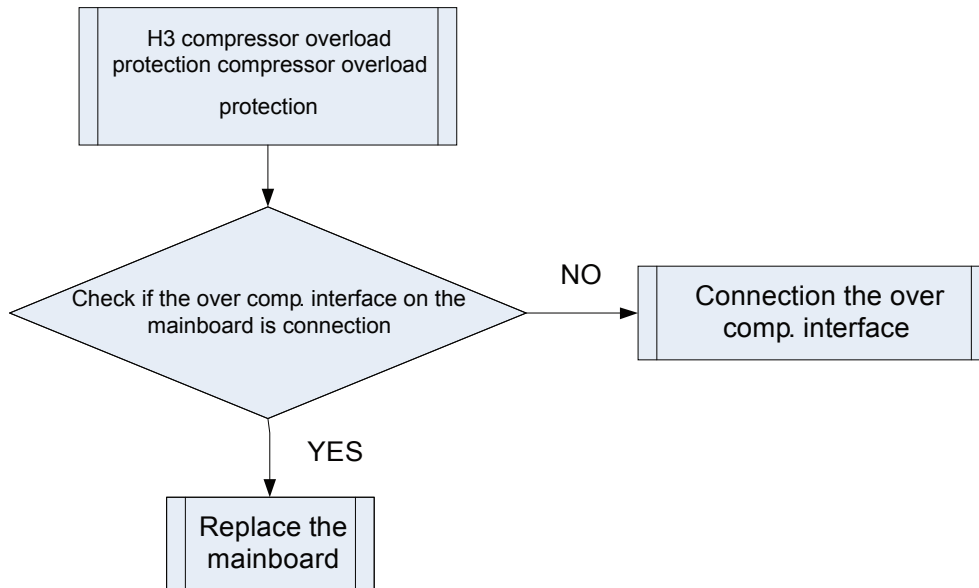 H3 compressor overload
protection compressor overload
protection
Check if the over comp. interface on the
mainboard is connection
NO
Connection the over
comp. interface
YES
Replace the
mainboard